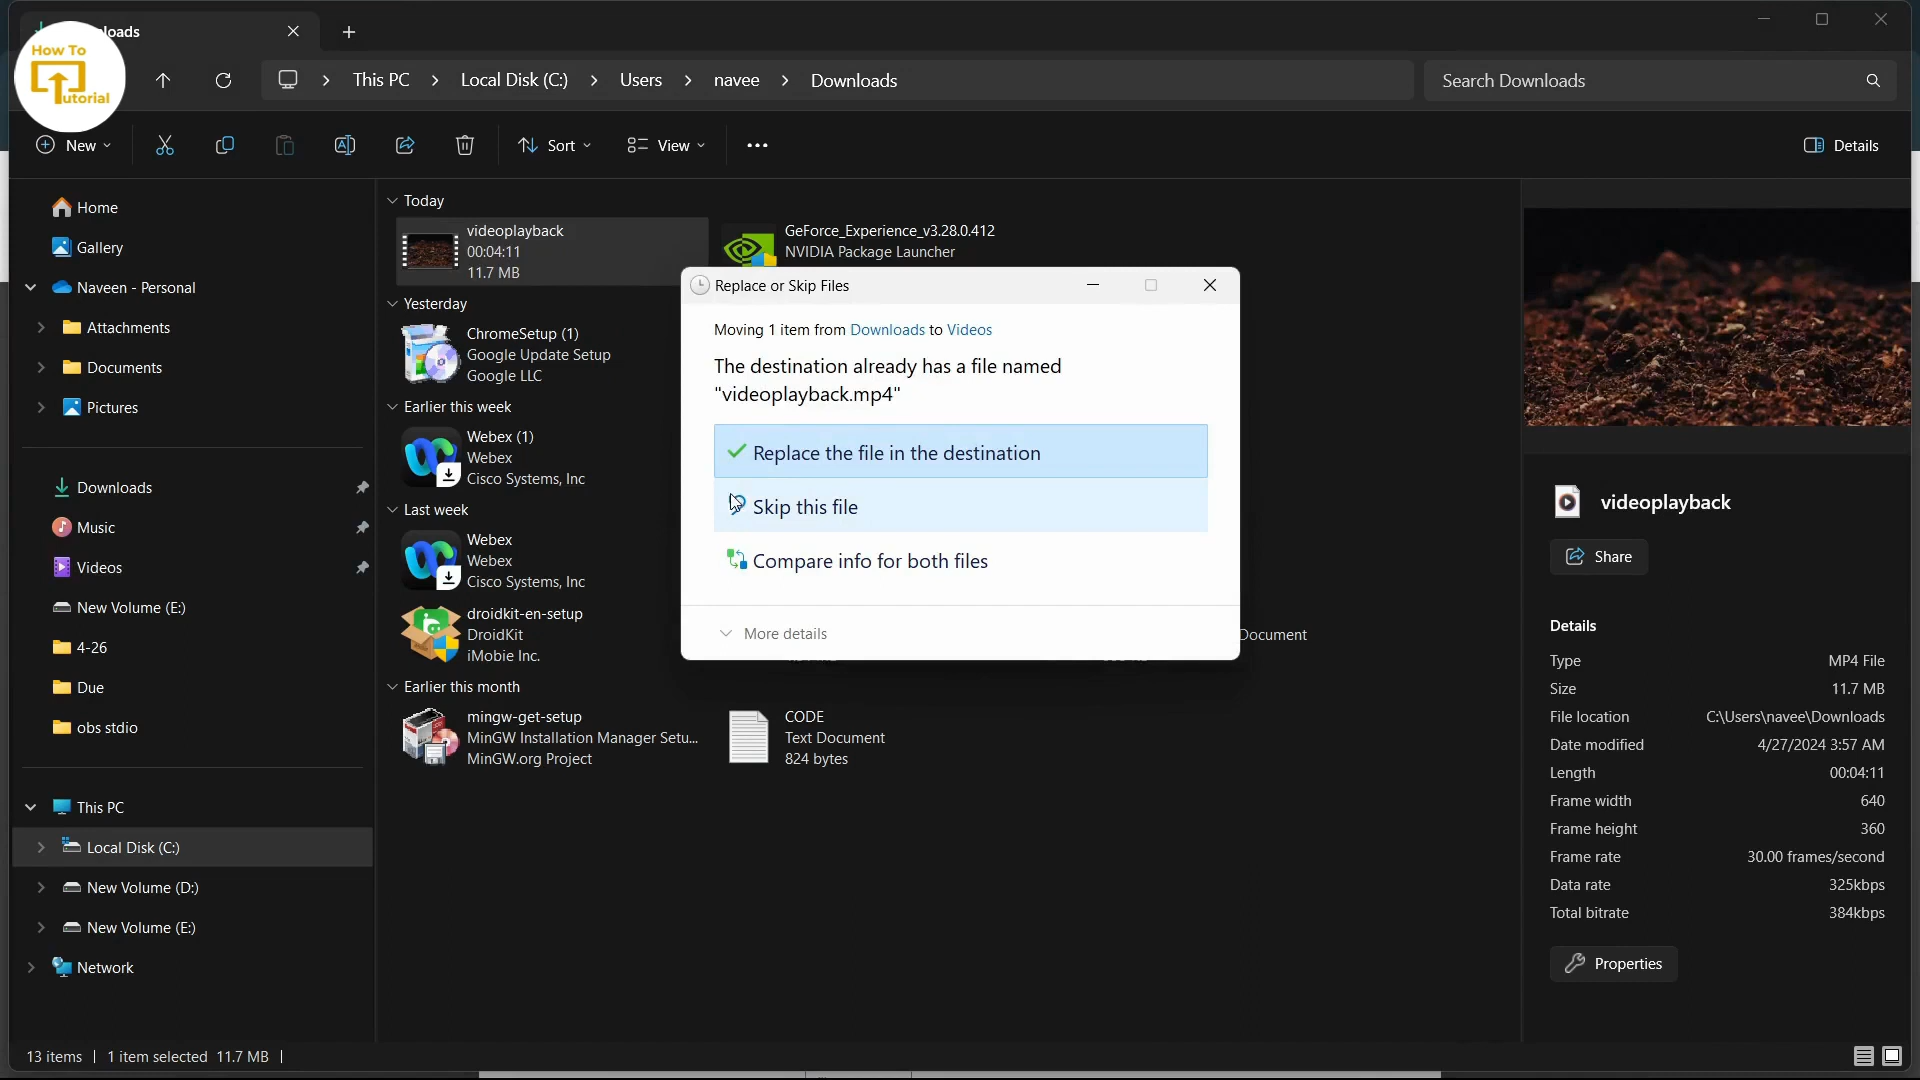 How To
utorial
loads
This PC > Local Disk (C:) > Users > navee > Downloads
Search Downloads
New
Sort
View
Details
Home
Gallery
Naveen - Personal
Attachments
Documents
Pictures
Downloads
Music
Videos
New Volume (E:)
4-26
Due
obs stdio
This PC
Local Disk (C:)
New Volume (D:)
New Volume (E:)
Network
Today
videoplayback
00:04:11
11.7 MB
GeForce_Experience_v3.28.0.412
NVIDIA Package Launcher
Yesterday
ChromeSetup (1)
Google Update Setup
Google LLC
Earlier this week
Webex (1)
Webex
Cisco Systems, Inc
Last week
Webex
Webex
Cisco Systems, Inc
droidkit-en-setup
DroidKit
iMobie Inc.
Document
Earlier this month
mingw-get-setup
MinGW Installation Manager Setu...
MinGW.org Project
CODE
Text Document
824 bytes
Replace or Skip Files
Moving 1 item from Downloads to Videos
The destination already has a file named
"videoplayback.mp4"
Replace the file in the destination
Skip this file
Compare info for both files
More details
videoplayback
Share
Details
Type MP4 File
Size 11.7 MB
File location C:\Users\navee\Downloads
Date modified 4/27/2024 3:57 AM
Length 00:04:11
Frame width 640
Frame height 360
Frame rate 30.00 frames/second
Data rate 325kbps
Total bitrate 384kbps
Properties
13 items | 1 item selected 11.7 MB |